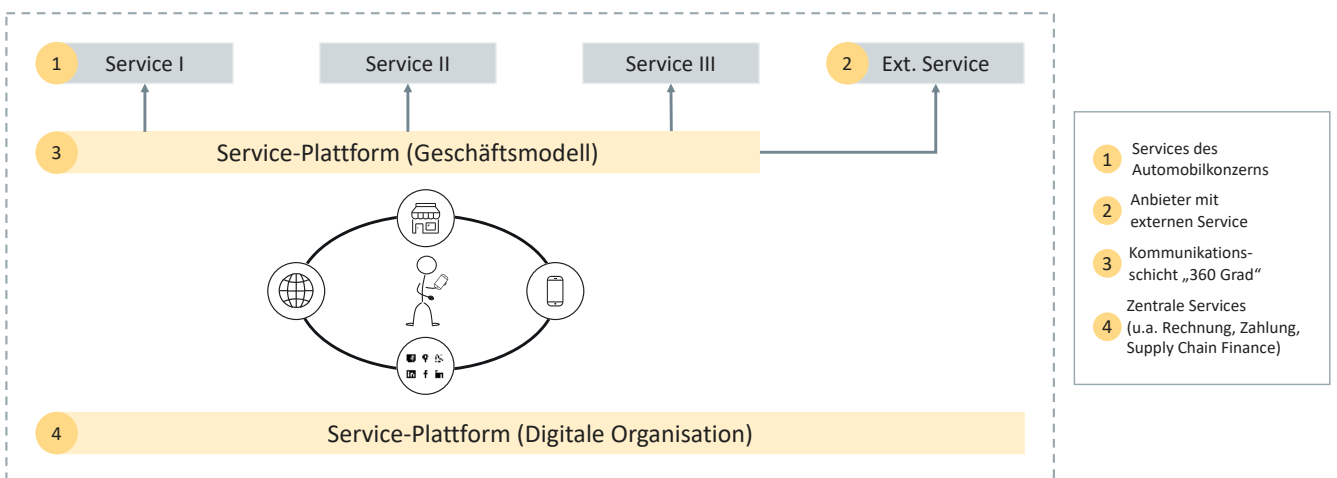 1
Service I
Service II
Service III
2
Ext. Service
3
Service-Plattform (Geschäftsmodell)
4
Service-Plattform (Digitale Organisation)
1
Services des
Automobilkonzerns
2
Anbieter mit
externen Service
3
Kommunikations-
schicht „360 Grad“
4
Zentrale Services
(u.a. Rechnung, Zahlung,
Supply Chain Finance)